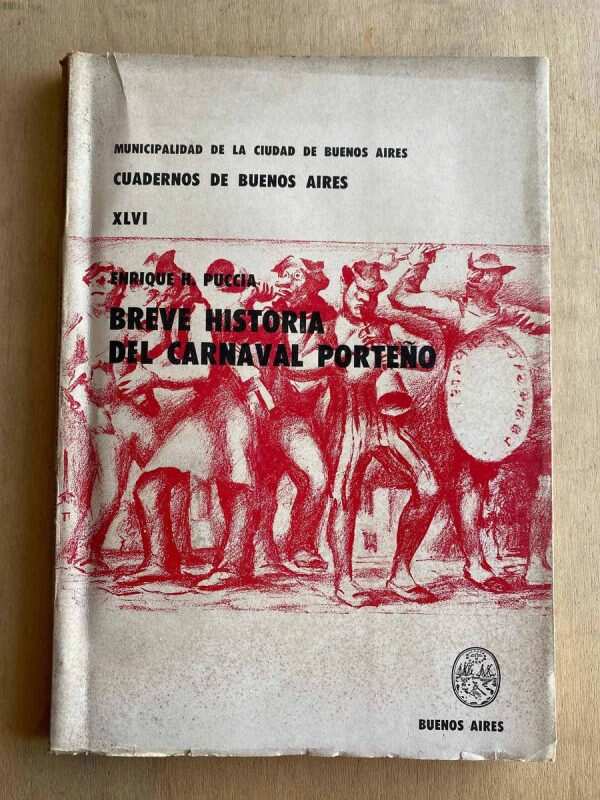 MUNICIPALIDAD DE LA CIUDAD DE BUENOS AIRES
CUADERNOS DE BUENOS AIRES
XLVI
ENRIQUE H. PUCCIA
BREVE HISTORIA
DEL CARNAVAL PORTEÑO
BUENOS AIRES